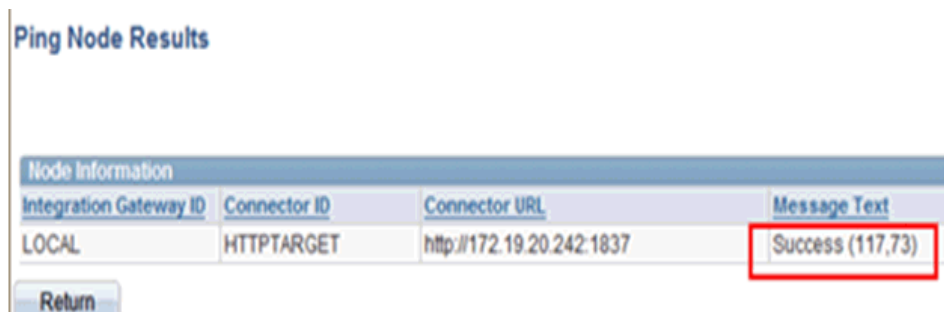 Ping Node Results
Node Information
Integration Gateway ID Connector ID Connector URL Message Text
LOCAL HTTPTARGET http://172.19.20.242:1837 Success (117,73)
Return